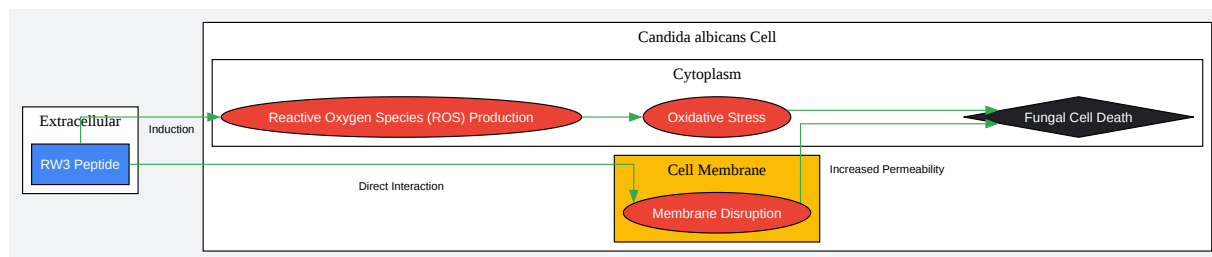 Candida albicans Cell
Cytoplasm
Extracellular
Reactive Oxygen Species (ROS) Production
Oxidative Stress
Fungal Cell Death
Induction
RW3 Peptide
Cell Membrane
Increased Permeability
Direct Interaction
Membrane Disruption